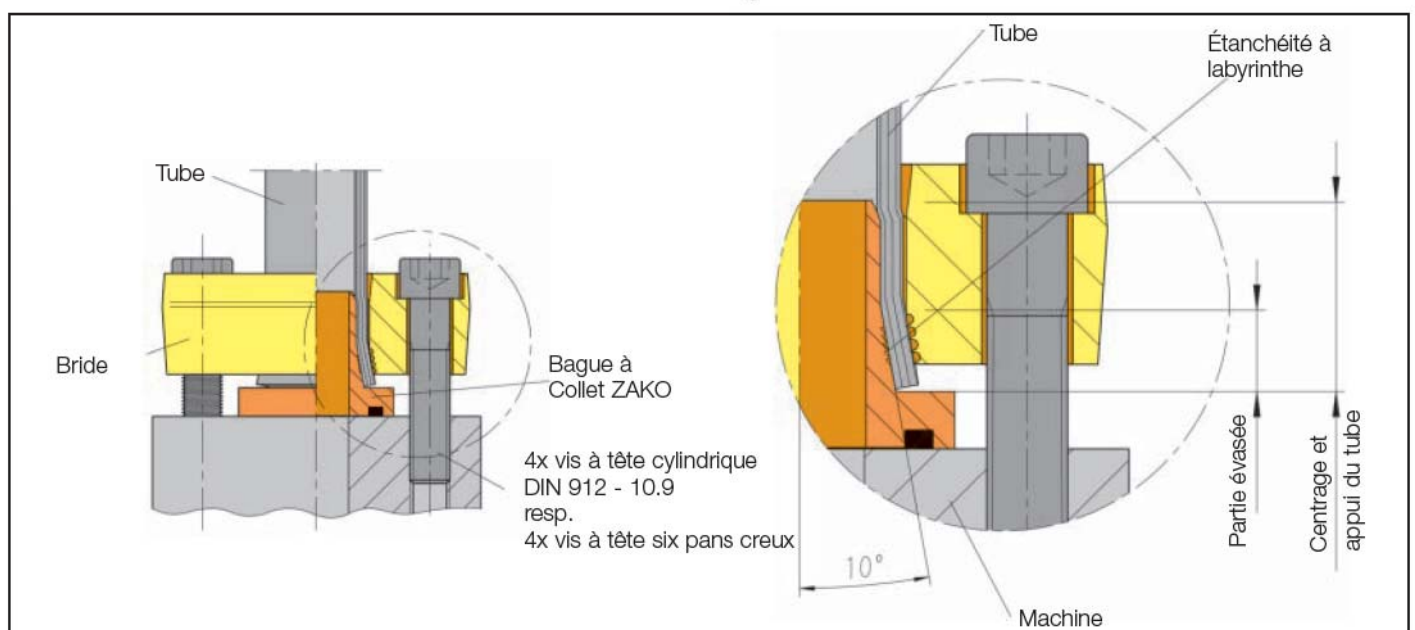 Tube
Bride
Bague à
Collet ZAKO
4x vis à tête cylindrique
DIN 912 - 10.9
resp.
4x vis à tête six pans creux
Tube
Étanchéité à
labyrinthe
Partie évasée
Centrage et
appui du tube
10°
Machine